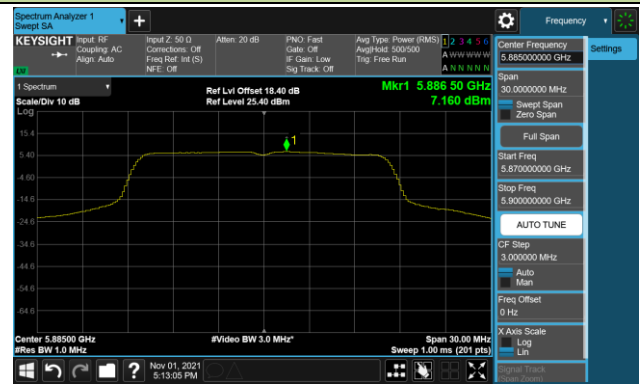 Spectrum Analyzer 1
Swept SA
Frequency
KEYSIGHT
Input: RF
Coupling: AC
Align: Auto
Input Z: 50 Ω
Corrections: Off
Freq Ref: Int (S)
NFE: Off
Atten: 20 dB
PNO: Fast
Gate: Off
IF Gain: Low
Sig Track: Off
Avg Type: Power (RMS)
Avg|Hold: 500/500
Trig: Free Run
1 2 3 4 5 6
A W W W W W
A N N N N N
LXI
1 Spectrum
Scale/Div 10 dB
Log
Ref Lvl Offset 18.40 dB
Ref Level 25.40 dBm
Mkr1 5.886 50 GHz
7.160 dBm
1
15.4
5.40
-4.60
-14.6
-24.6
-34.6
-44.6
-54.6
-64.6
Center 5.88500 GHz
#Res BW 1.0 MHz
#Video BW 3.0 MHz*
Span 30.00 MHz
Sweep 1.00 ms (201 pts)
Center Frequency
5.885000000 GHz
Settings
Span
30.0000000 MHz
Swept Span
Zero Span
Full Span
Start Freq
5.870000000 GHz
Stop Freq
5.900000000 GHz
AUTO TUNE
CF Step
3.000000 MHz
Auto
Man
Freq Offset
0 Hz
X Axis Scale
Log
Lin
Signal Track
(Span Zoom)
?
Nov 01, 2021
5:13:05 PM